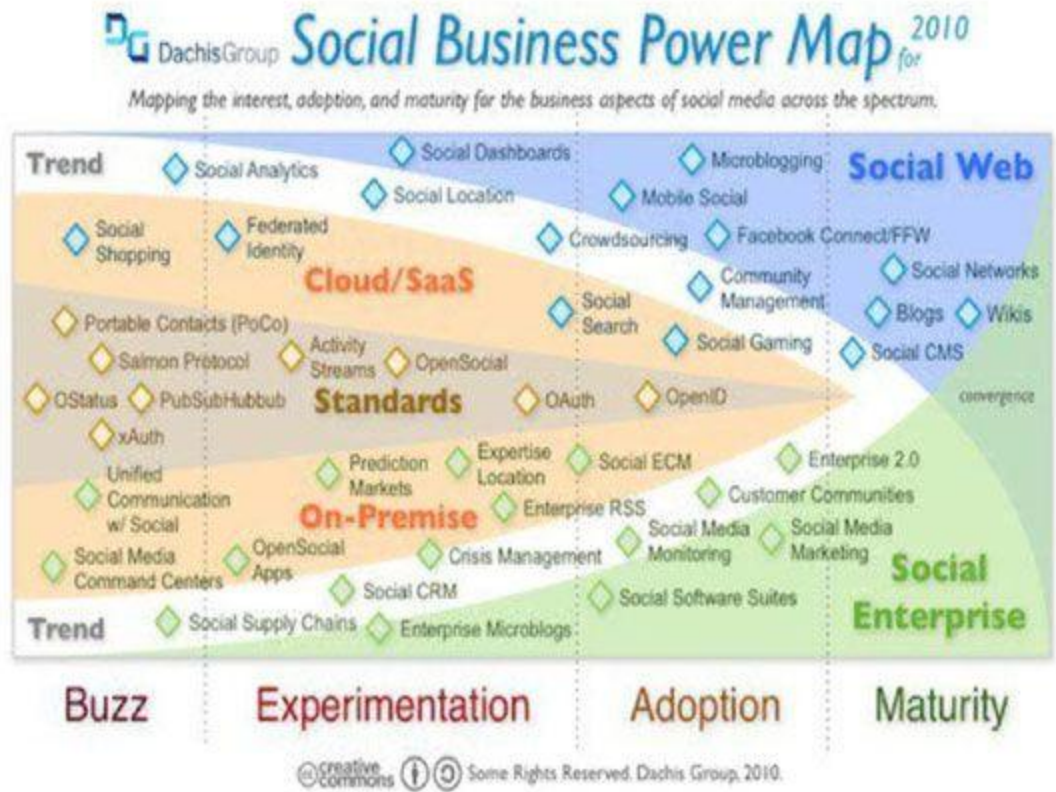 DachisGroup Social Business Power Map for 2010
Mapping the interest, adoption, and maturity for the business aspects of social media across the spectrum.
Trend
Social Analytics
Social Dashboards
Microblogging
Social Web
Social Location
Mobile Social
Social
Shopping
Federated
Identity
Crowdsourcing
Facebook Connect/FFW
Cloud/SaaS
Community
Management
Social Networks
Social
Search
Blogs
Wikis
Portable Contacts (PoCo)
Social Gaming
Social CMS
Salmon Protocol
Activity
Streams
OpenSocial
OStatus
PubSubHubbub
Standards
OAuth
OpenID
convergence
xAuth
Unified
Communication
w/ Social
Prediction
Markets
Expertise
Location
Social ECM
Enterprise 2.0
Customer Communities
On-Premise
Enterprise RSS
Social Media
Monitoring
Social Media
Marketing
Social Media
Command Centers
OpenSocial
Apps
Crisis Management
Social
Enterprise
Social CRM
Social Software Suites
Trend
Social Supply Chains
Enterprise Microblogs
Buzz
Experimentation
Adoption
Maturity
creative
commons
Some Rights Reserved. Dachis Group, 2010.